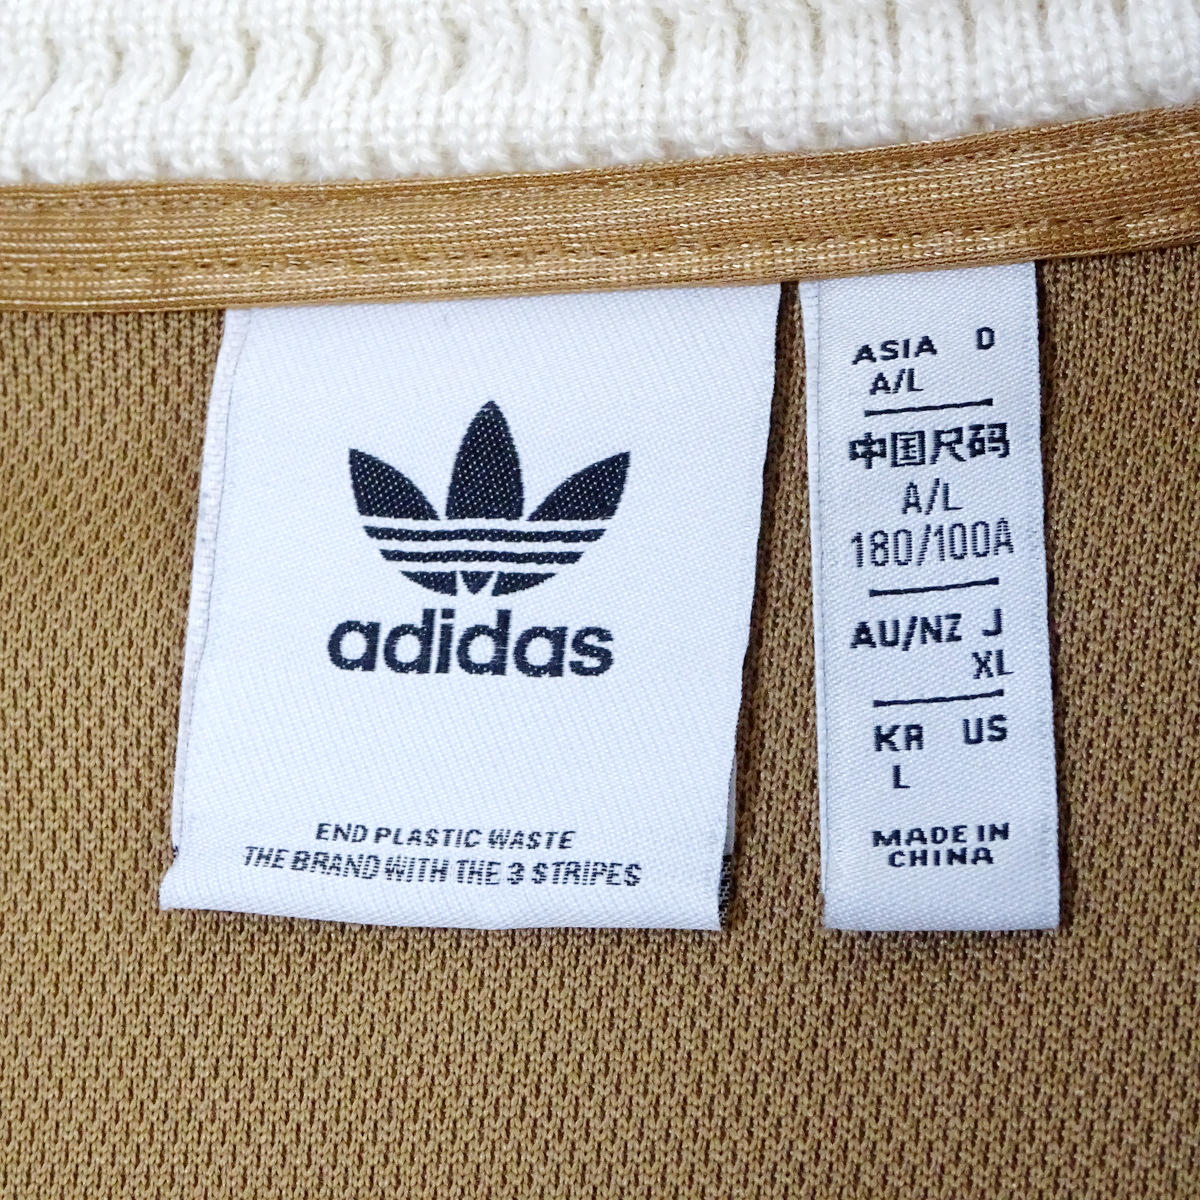 adidas
END PLASTIC WASTE
THE BRAND WITH THE 3 STRIPES
ASIA D
A/L
中国尺码
A/L
180/100A
AU/NZ J
XL
KR US
L
MADE IN
CHINA